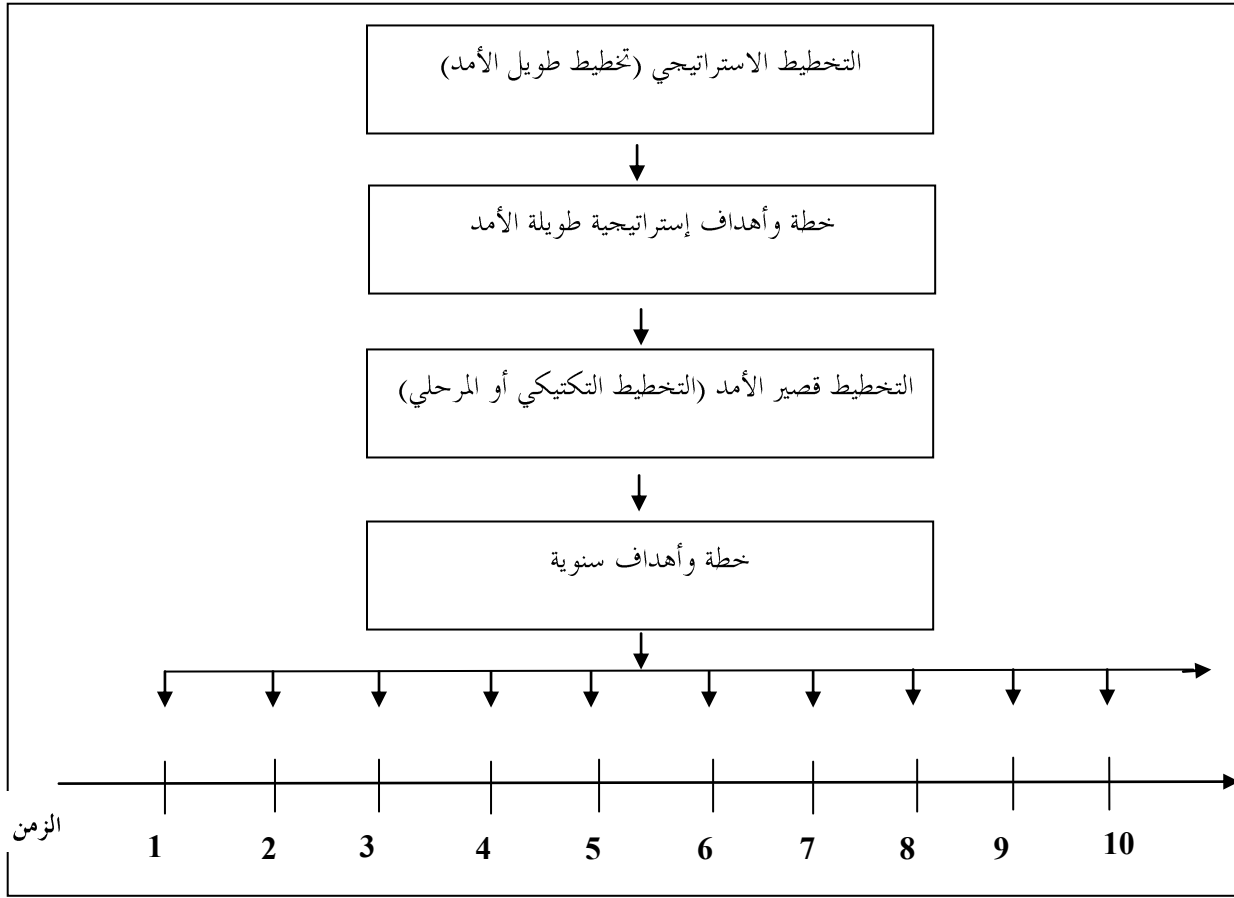 التخطيط الاستراتيجي (تخطيط طويل الأمد)
خطة وأهداف إستراتيجية طويلة الأمد
التخطيط قصير الأمد (التخطيط التكتيكي أو المرحلي)
خطة وأهداف سنوية
الزمن
1 2 3 4 5 6 7 8 9 10